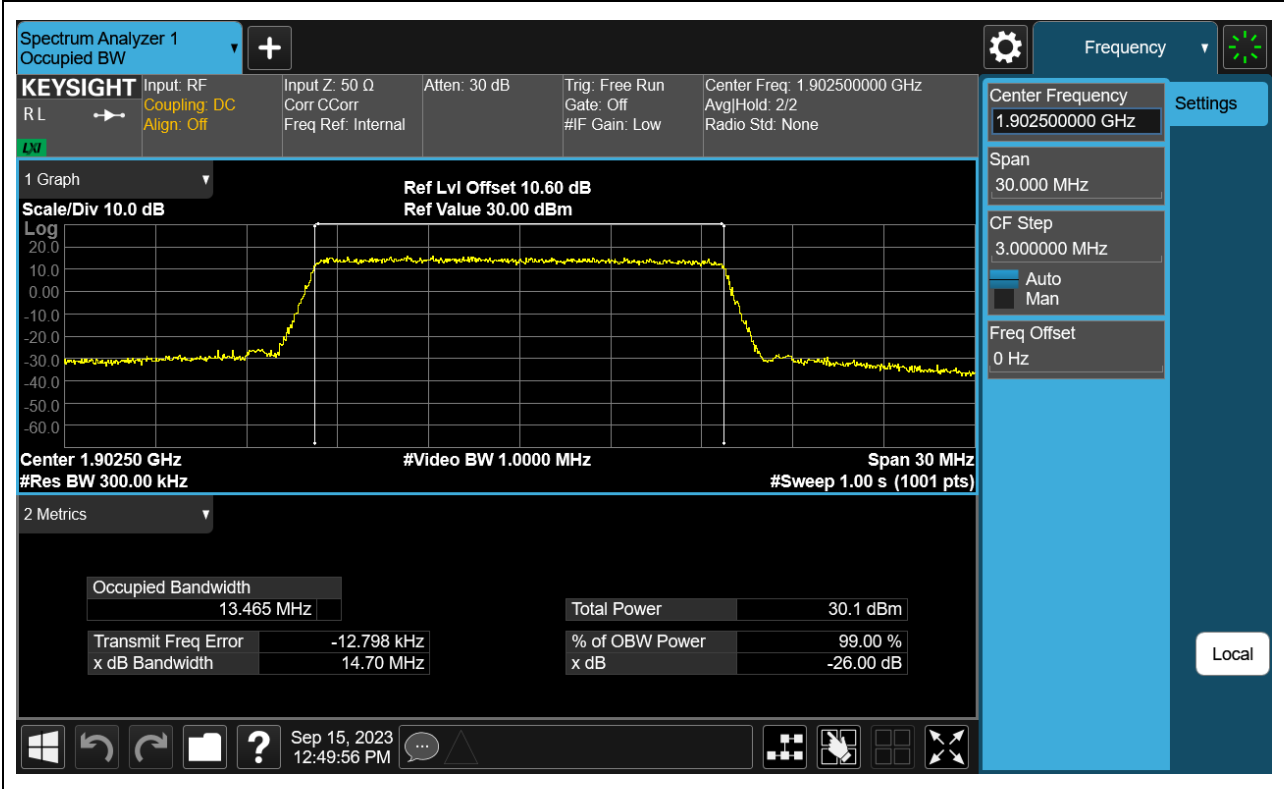 Spectrum Analyzer 1
Occupied BW
+
Frequency
KEYSIGHT
R L
LXI
Input: RF
Coupling: DC
Align: Off
Input Z: 50 Ω
Corr CCorr
Freq Ref: Internal
Atten: 30 dB
Trig: Free Run
Gate: Off
#IF Gain: Low
Center Freq: 1.902500000 GHz
Avg|Hold: 2/2
Radio Std: None
Center Frequency
1.902500000 GHz
Settings
Span
30.000 MHz
CF Step
3.000000 MHz
Auto
Man
Freq Offset
0 Hz
Local
1 Graph
Ref Lvl Offset 10.60 dB
Scale/Div 10.0 dB
Ref Value 30.00 dBm
Log
20.0
10.0
0.00
-10.0
-20.0
-30.0
-40.0
-50.0
-60.0
Center 1.90250 GHz
#Video BW 1.0000 MHz
Span 30 MHz
#Res BW 300.00 kHz
#Sweep 1.00 s (1001 pts)
2 Metrics
Occupied Bandwidth
13.465 MHz
Total Power 30.1 dBm
Transmit Freq Error -12.798 kHz
% of OBW Power 99.00 %
x dB Bandwidth 14.70 MHz
x dB -26.00 dB
?
Sep 15, 2023
12:49:56 PM